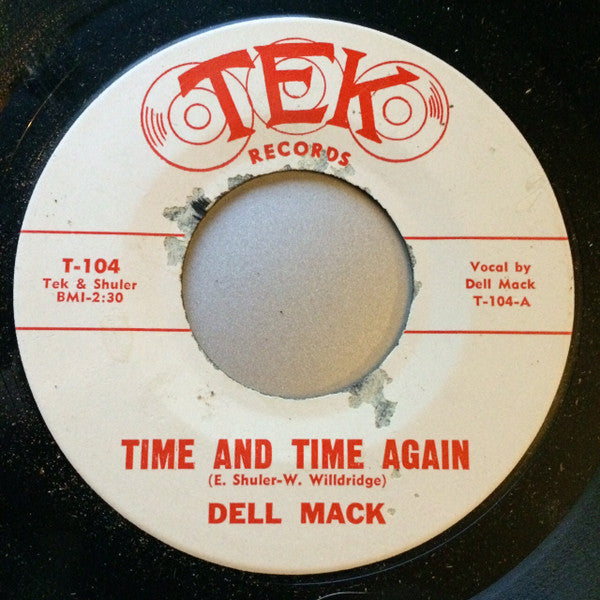 TEK
RECORDS
T-104
Tek & Shuler
BMI-2:30
Vocal by
Dell Mack
T-104-A
TIME AND TIME AGAIN
(E. Shuler-W. Willdridge)
DELL MACK